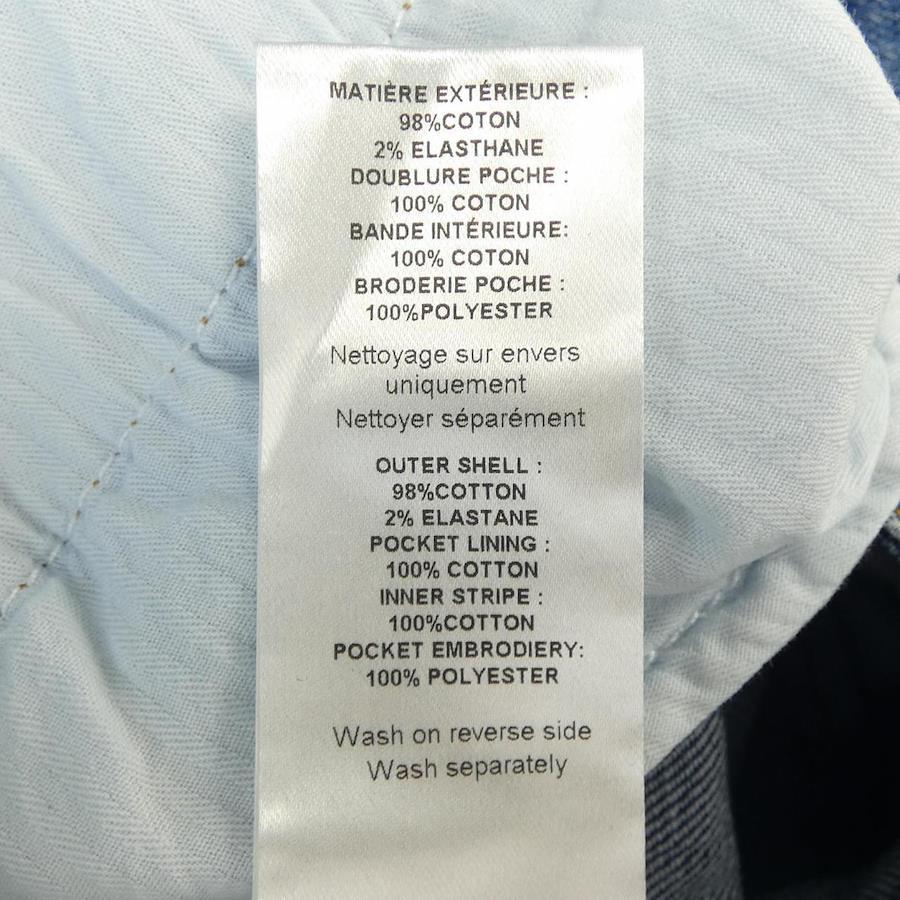 MATIÈRE EXTÉRIEURE :
98%COTON
2% ELASTHANE
DOUBLURE POCHE :
100% COTON
BANDE INTÉRIEURE:
100% COTON
BRODERIE POCHE :
100%POLYESTER
Nettoyage sur envers
uniquement
Nettoyer séparément
OUTER SHELL :
98%COTTON
2% ELASTANE
POCKET LINING :
100% COTTON
INNER STRIPE :
100%COTTON
POCKET EMBRODIERY:
100% POLYESTER
Wash on reverse side
Wash separately